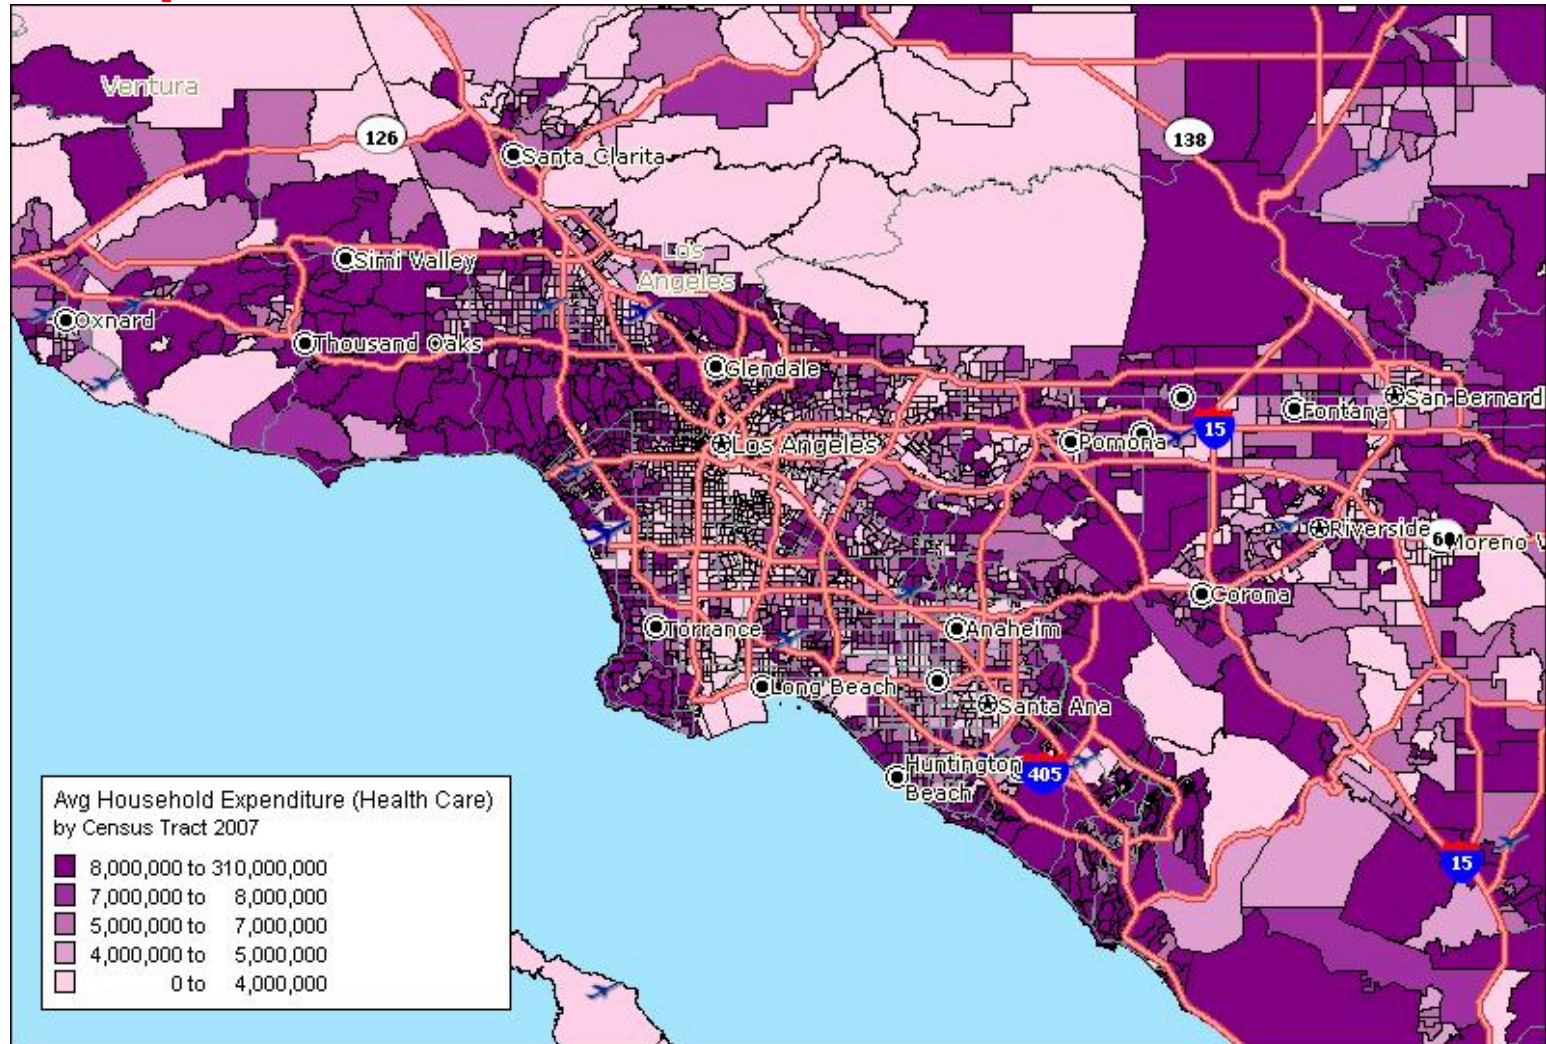 Ventura
126
138
Santa Clarita
Los
Angeles
Simi Valley
Oxnard
Thousand Oaks
Glendale
San Bernard
Fontana
15
Los Angeles
Pomona
Riverside
Moreno V
Corona
Torrance
Anaheim
Long Beach
Santa Ana
Huntington
Beach
405
15
Avg Household Expenditure (Health Care)
by Census Tract 2007
8,000,000 to 310,000,000
7,000,000 to 8,000,000
5,000,000 to 7,000,000
4,000,000 to 5,000,000
0 to 4,000,000